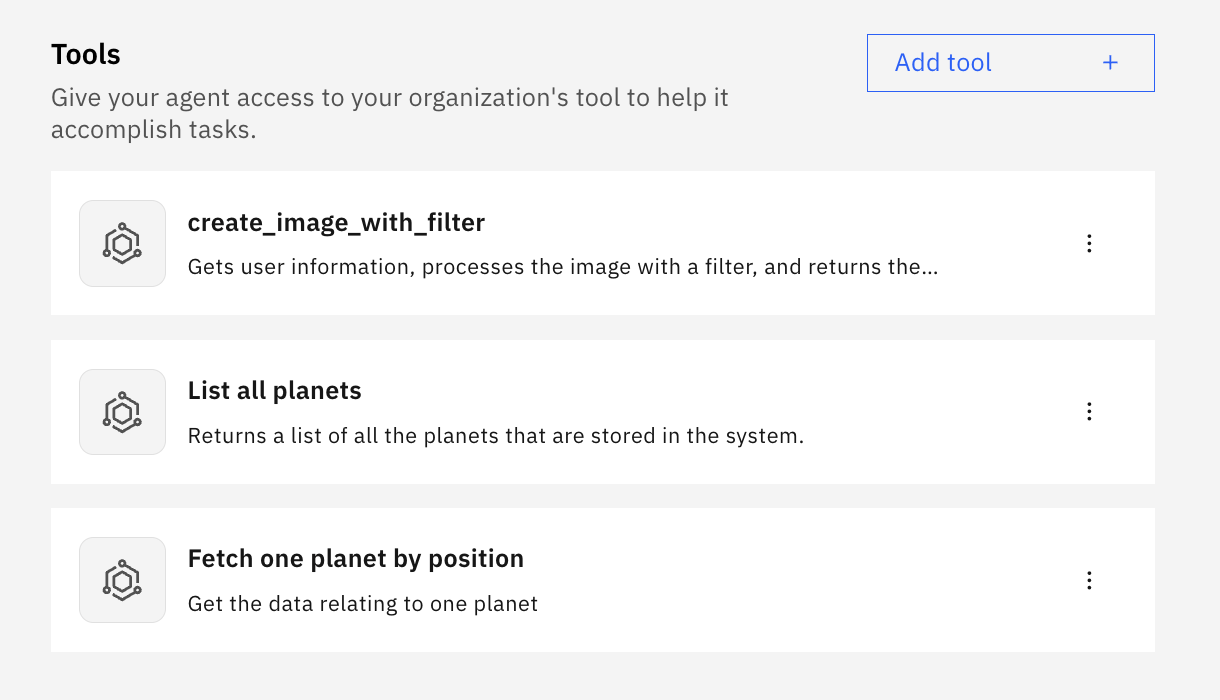 Tools
Add tool +
Give your agent access to your organization's tool to help it
accomplish tasks.
create_image_with_filter
Gets user information, processes the image with a filter, and returns the...
List all planets
Returns a list of all the planets that are stored in the system.
Fetch one planet by position
Get the data relating to one planet